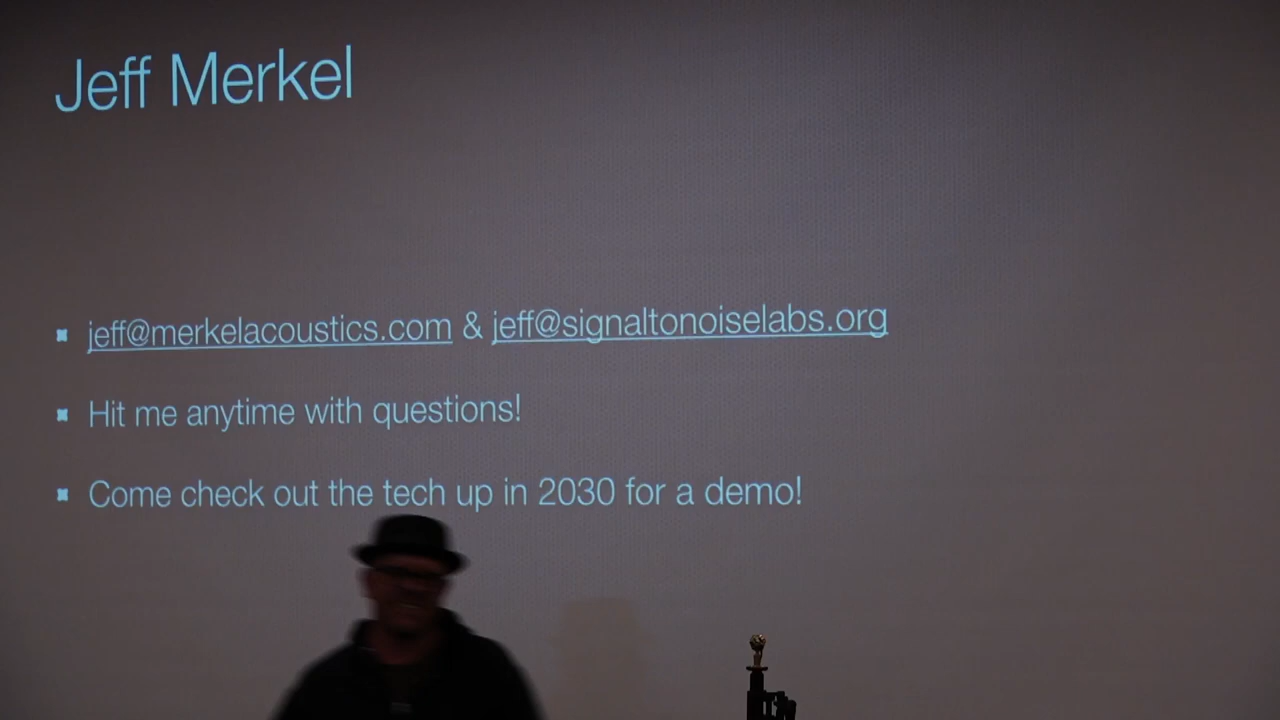 Jeff Merkel
jeff@merkelacoustics.com & jeff@signaltonoiselabs.org
Hit me anytime with questions!
Come check out the tech up in 2030 for a demo!